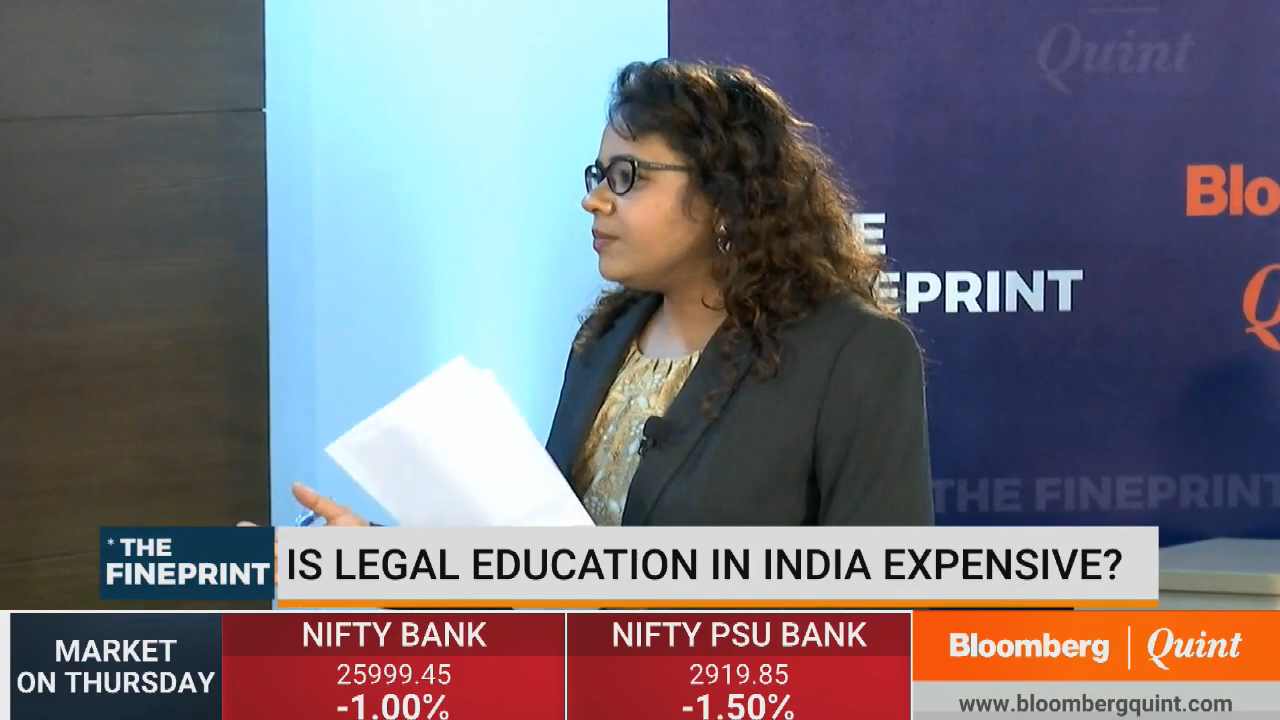 Quint
Blo
E
EPRINT
Q
THE FINEPRINT
* THE
FINEPRINT
IS LEGAL EDUCATION IN INDIA EXPENSIVE?
MARKET
ON THURSDAY
NIFTY BANK
25999.45
-1.00%
NIFTY PSU BANK
2919.85
-1.50%
Bloomberg | Quint
www.bloombergquint.com